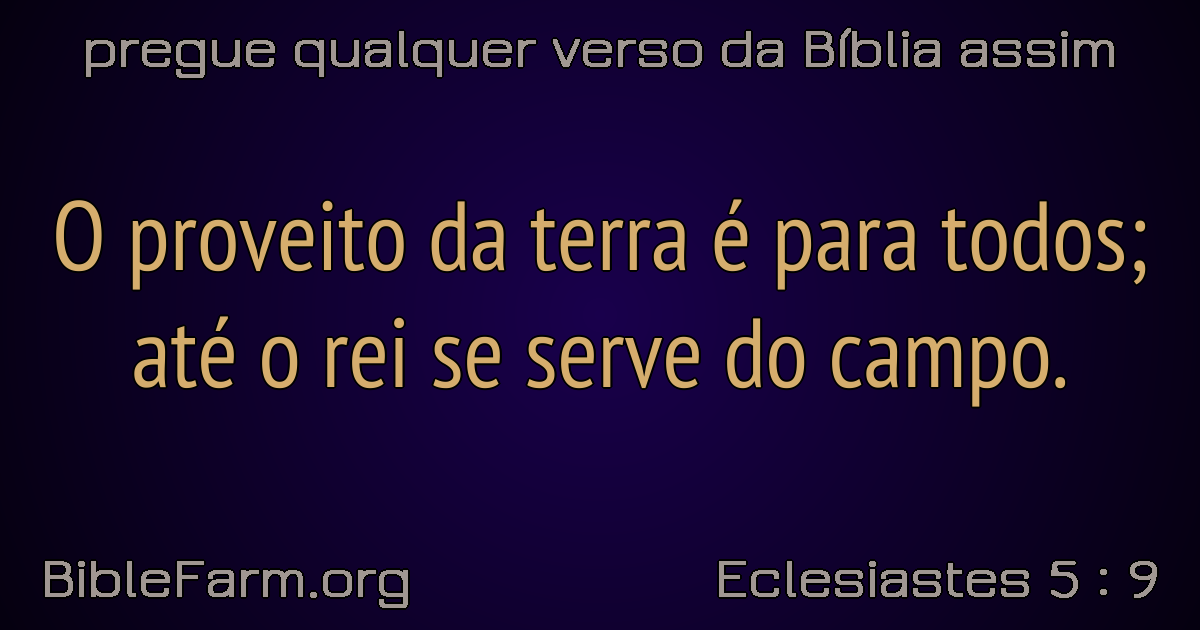 pregue qualquer verso da Bíblia assim
O proveito da terra é para todos;
até o rei se serve do campo.
BibleFarm.org
Eclesiastes 5 : 9